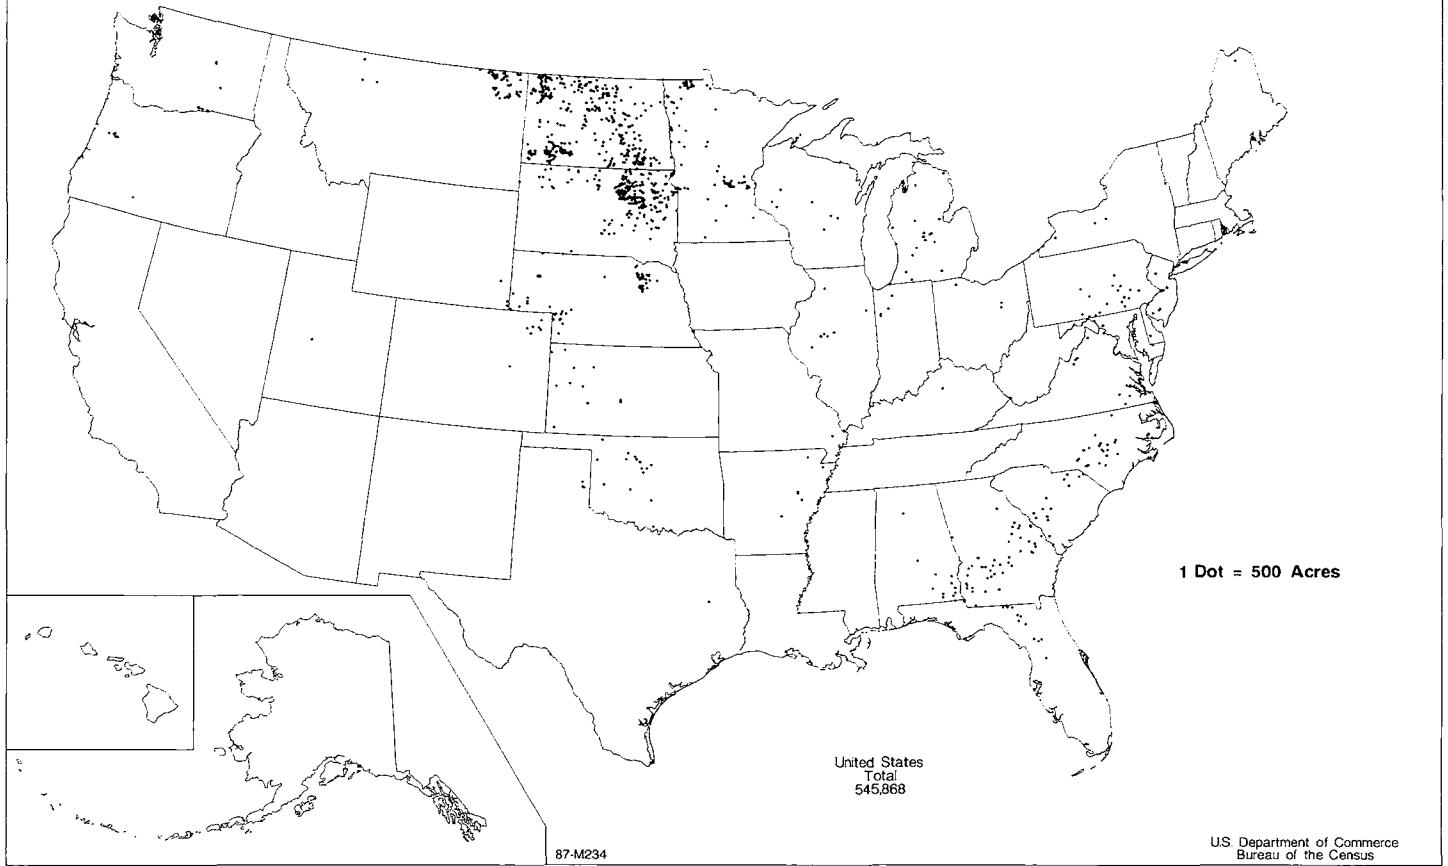 1 Dot = 500 Acres
United States
Total
545,868
87-M234
U.S. Department of Commerce
Bureau of the Census